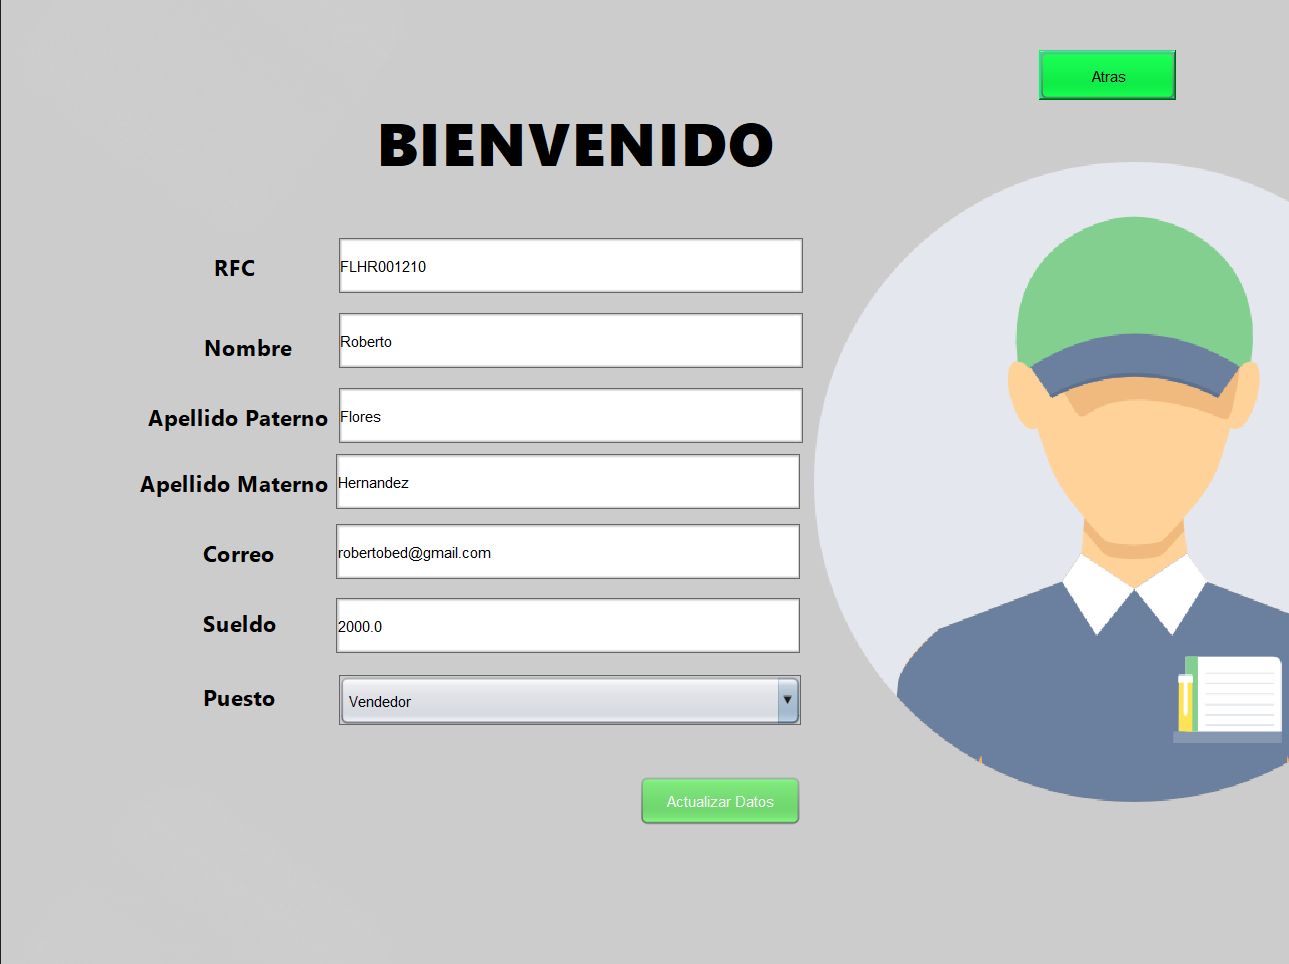 Atras
BIENVENIDO
RFC FLHR001210
Nombre Roberto
Apellido Paterno Flores
Apellido Materno Hernandez
Correo robertobed@gmail.com
Sueldo 2000.0
Puesto Vendedor
Actualizar Datos